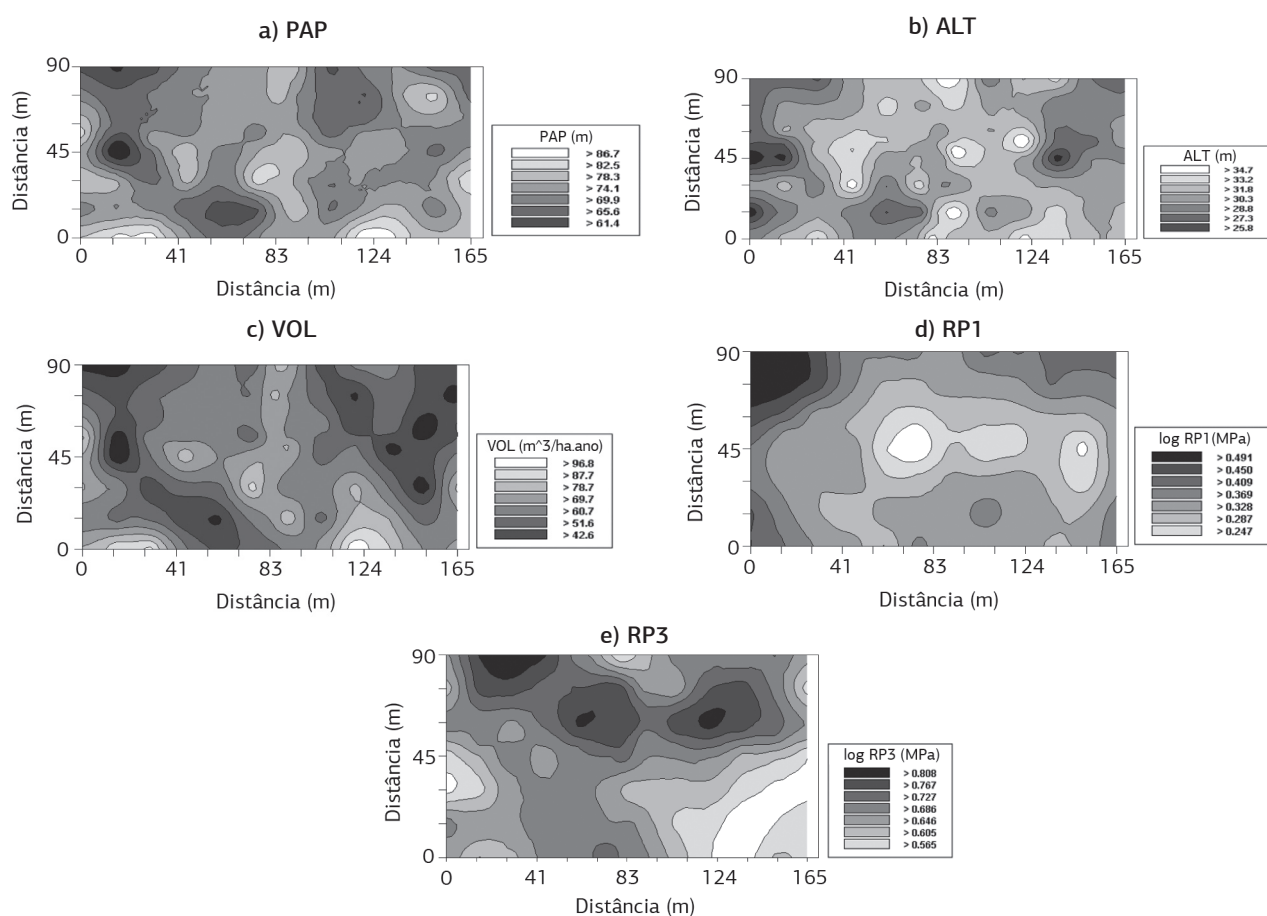 a) PAP
Distância (m)
90
45
0
0 41 83 124 165
Distância (m)
PAP (m)
> 86.7
> 82.5
> 78.3
> 74.1
> 69.9
> 65.6
> 61.4
b) ALT
Distância (m)
90
45
0
0 41 83 124 165
Distância (m)
ALT (m)
> 34.7
> 33.2
> 31.8
> 30.3
> 28.8
> 27.3
> 25.8
c) VOL
Distância (m)
90
45
0
0 41 83 124 165
Distância (m)
VOL (m^3/ha.ano)
> 96.8
> 87.7
> 78.7
> 69.7
> 60.7
> 51.6
> 42.6
d) RP1
Distância (m)
90
45
0
0 41 83 124 165
Distância (m)
log RP1(MPa)
> 0.491
> 0.450
> 0.409
> 0.369
> 0.328
> 0.287
> 0.247
e) RP3
Distância (m)
90
45
0
0 41 83 124 165
Distância (m)
log RP3 (MPa)
> 0.808
> 0.767
> 0.727
> 0.686
> 0.646
> 0.605
> 0.565